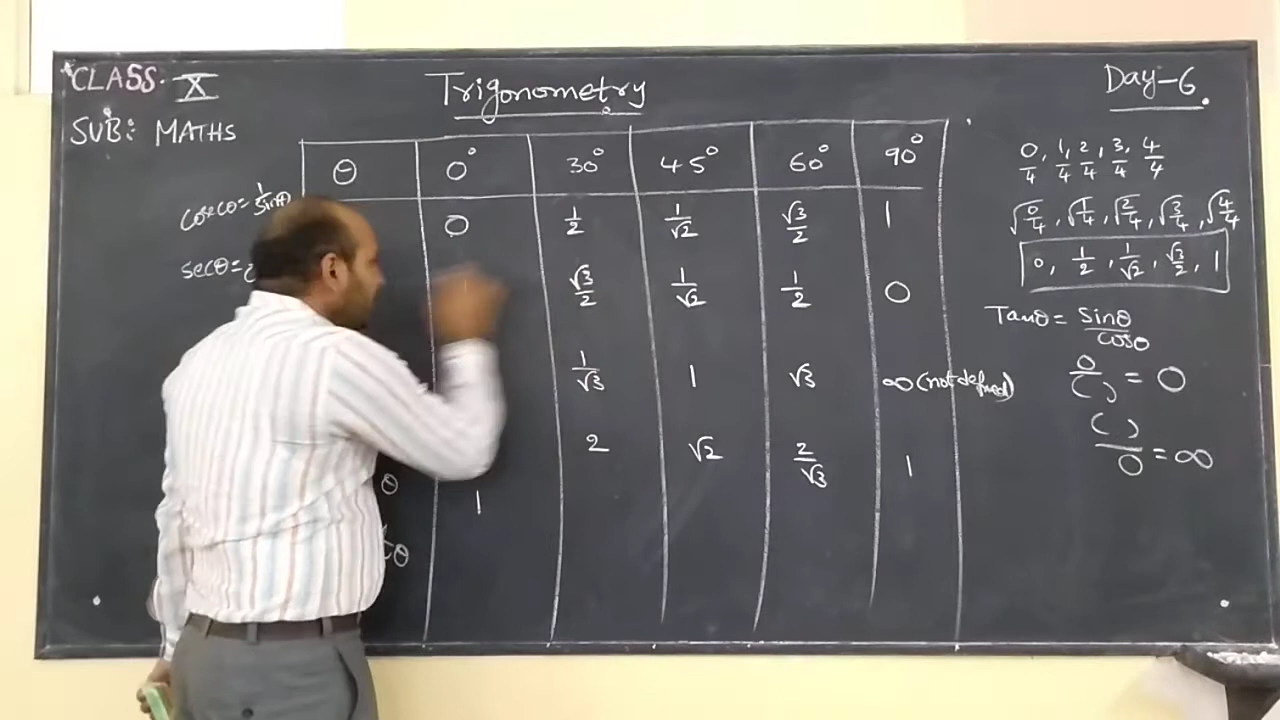 CLASS. X
Trigonometry
Day-6.
SUB: MATHS
θ 0° 30° 45° 60° 90°
0/4, 1/4, 2/4, 3/4, 4/4
cosecθ = 1/sinθ
0 1/2 1/√2 √3/2 1
√0/4, √1/4, √2/4, √3/4, √4/4
secθ =
√3/2 1/√2 1/2 0
0, 1/2, 1/√2, √3/2, 1
Tanθ = sinθ/cosθ
1/√3 1 √3 ∞ (not defined)
0/( ) = 0
2 √2 2/√3 1
( )/0 = ∞
θ 1
tθ